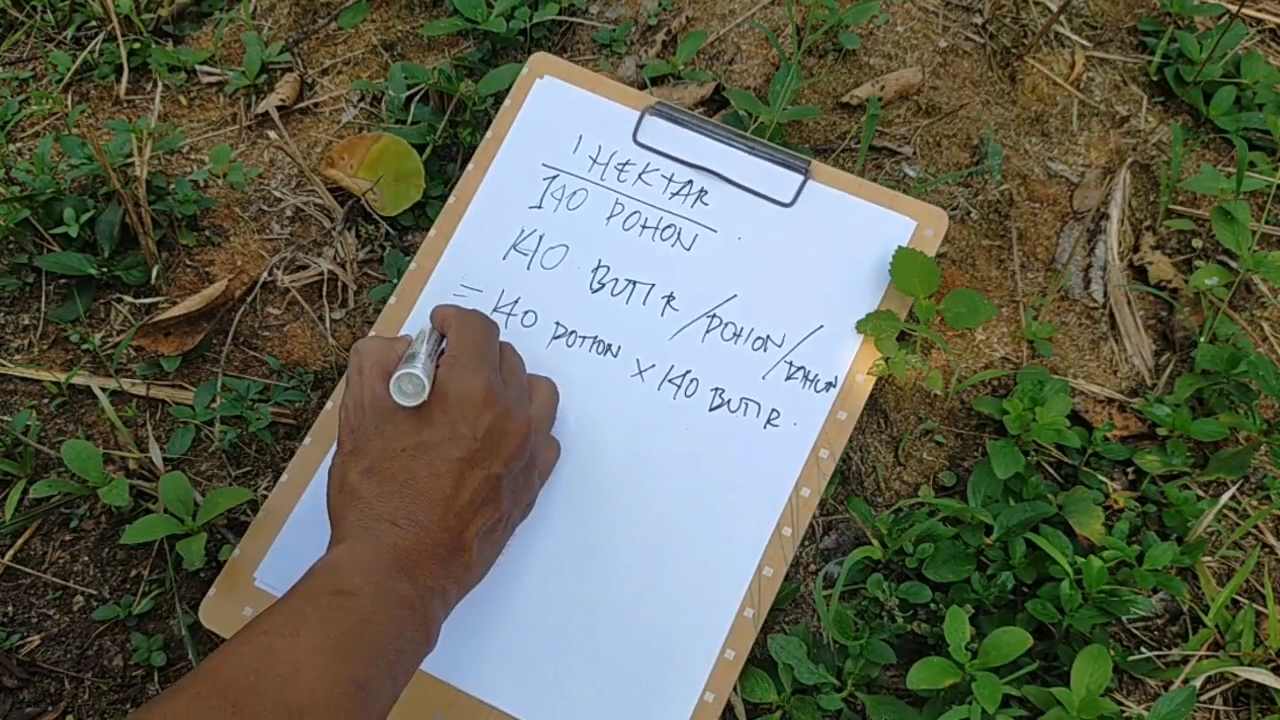 1 HEKTAR
140 POHON
140 BUTIR/POHON/TAHUN
= 140 POHON X 140 BUTIR.